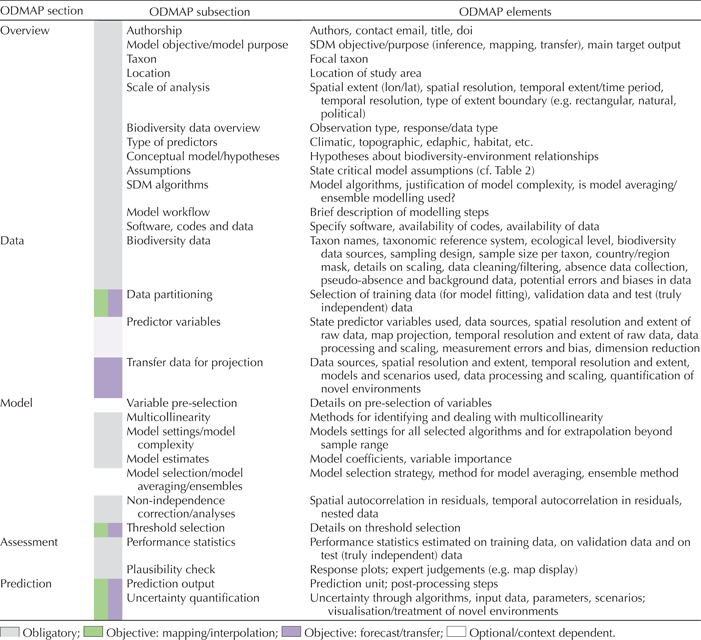 ODMAP section ODMAP subsection ODMAP elements
Overview Authorship Authors, contact email, title, doi
Model objective/model purpose SDM objective/purpose (inference, mapping, transfer), main target output
Taxon Focal taxon
Location Location of study area
Scale of analysis Spatial extent (lon/lat), spatial resolution, temporal extent/time period,
temporal resolution, type of extent boundary (e.g. rectangular, natural,
political)
Biodiversity data overview Observation type, response/data type
Type of predictors Climatic, topographic, edaphic, habitat, etc.
Conceptual model/hypotheses Hypotheses about biodiversity-environment relationships
Assumptions State critical model assumptions (cf. Table 2)
SDM algorithms Model algorithms, justification of model complexity, is model averaging/
ensemble modelling used?
Model workflow Brief description of modelling steps
Software, codes and data Specify software, availability of codes, availability of data
Data Biodiversity data Taxon names, taxonomic reference system, ecological level, biodiversity
data sources, sampling design, sample size per taxon, country/region
mask, details on scaling, data cleaning/filtering, absence data collection,
pseudo-absence and background data, potential errors and biases in data
Data partitioning Selection of training data (for model fitting), validation data and test (truly
independent) data
Predictor variables State predictor variables used, data sources, spatial resolution and extent of
raw data, map projection, temporal resolution and extent of raw data, data
processing and scaling, measurement errors and bias, dimension reduction
Transfer data for projection Data sources, spatial resolution and extent, temporal resolution and extent,
models and scenarios used, data processing and scaling, quantification of
novel environments
Model Variable pre-selection Details on pre-selection of variables
Multicollinearity Methods for identifying and dealing with multicollinearity
Model settings/model Models settings for all selected algorithms and for extrapolation beyond
complexity sample range
Model estimates Model coefficients, variable importance
Model selection/model Model selection strategy, method for model averaging, ensemble method
averaging/ensembles
Non-independence Spatial autocorrelation in residuals, temporal autocorrelation in residuals,
correction/analyses nested data
Threshold selection Details on threshold selection
Assessment Performance statistics Performance statistics estimated on training data, on validation data and on
test (truly independent) data
Plausibility check Response plots; expert judgements (e.g. map display)
Prediction Prediction output Prediction unit; post-processing steps
Uncertainty quantification Uncertainty through algorithms, input data, parameters, scenarios;
visualisation/treatment of novel environments
Obligatory; Objective: mapping/interpolation; Objective: forecast/transfer; Optional/context dependent.